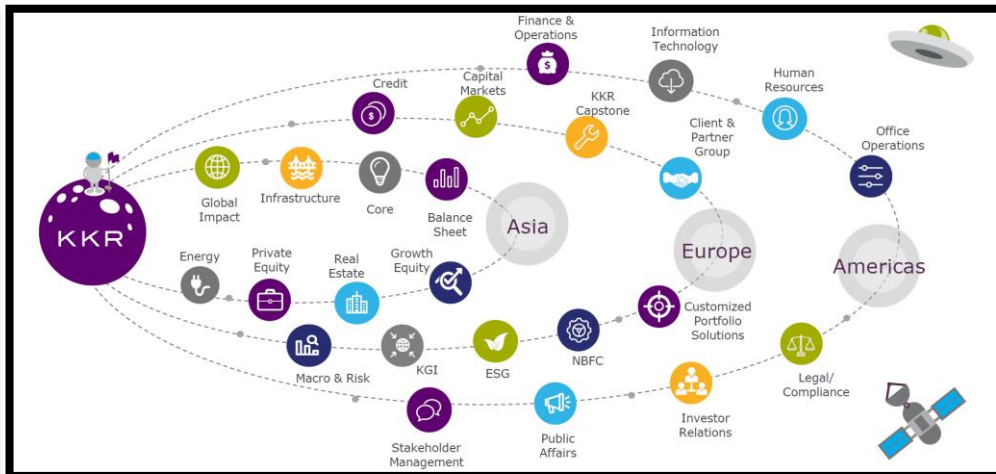 Finance &
Operations
Information
Technology
Human
Resources
Office
Operations
Credit
Capital
Markets
KKR
Capstone
Client &
Partner
Group
Global
Impact
Infrastructure
Core
Balance
Sheet
KKR
Asia
Europe
Americas
Energy
Private
Equity
Real
Estate
Growth
Equity
Macro & Risk
KGI
ESG
NBFC
Customized
Portfolio
Solutions
Stakeholder
Management
Public
Affairs
Investor
Relations
Legal/
Compliance